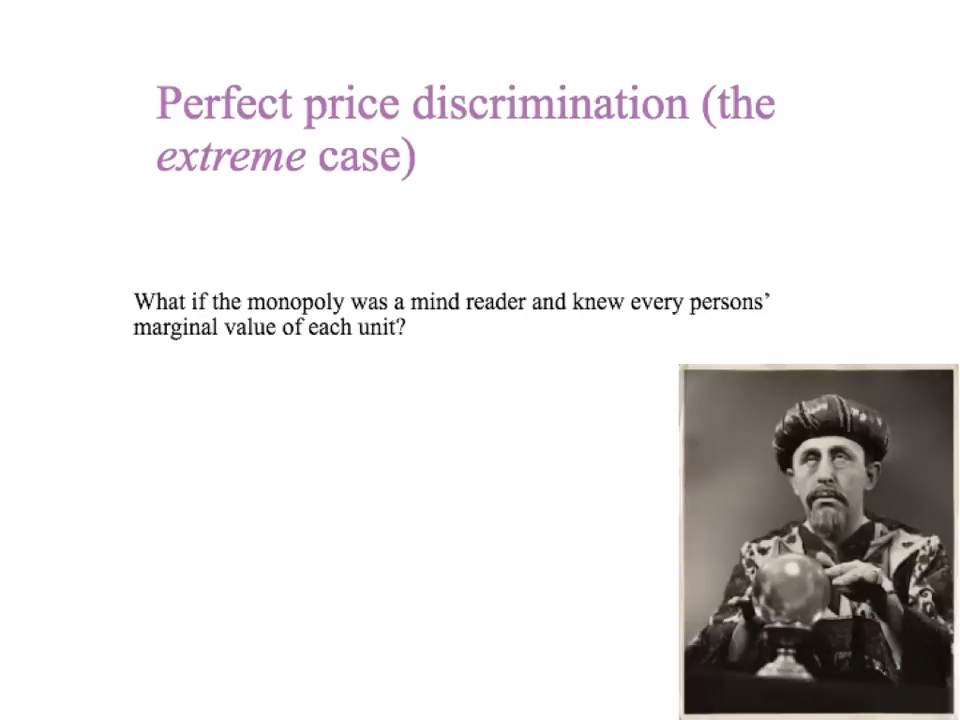 Perfect price discrimination (the
extreme case)
What if the monopoly was a mind reader and knew every persons’
marginal value of each unit?